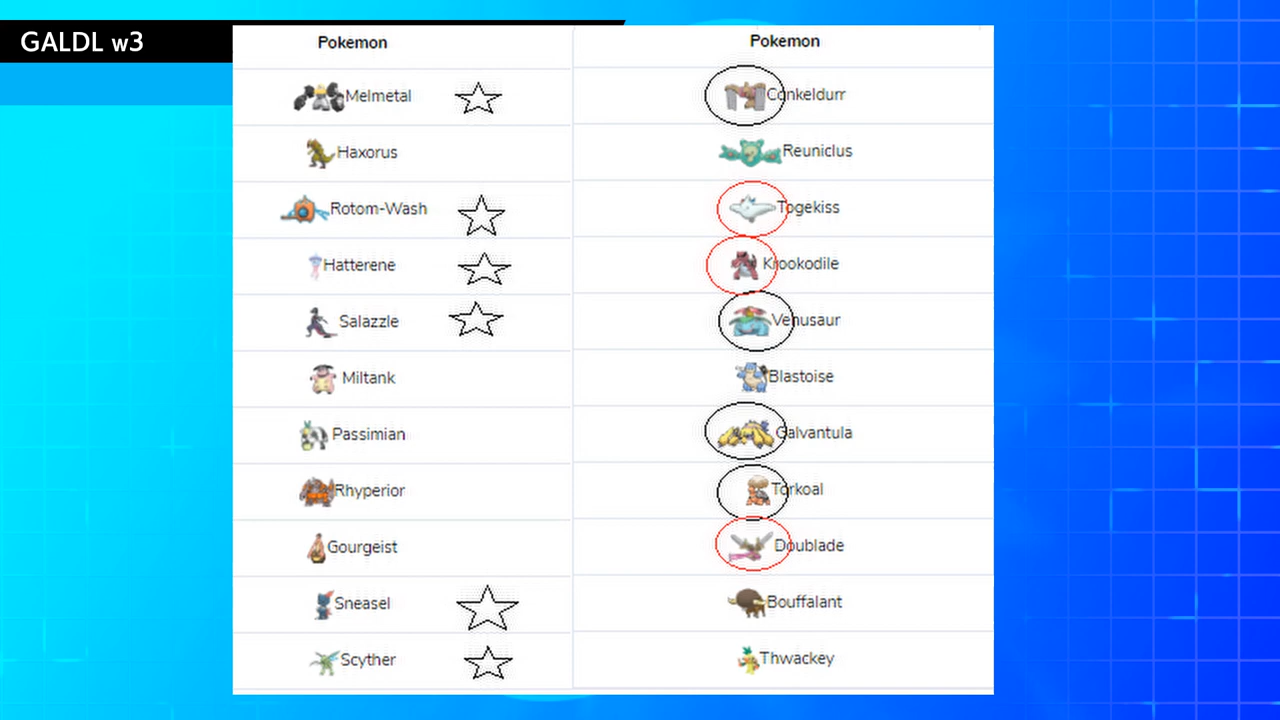 GALDL w3
Pokemon Pokemon
Melmetal Conkeldurr
Haxorus Reuniclus
Rotom-Wash Togekiss
Hatterene Krookodile
Salazzle Venusaur
Miltank Blastoise
Passimian Galvantula
Rhyperior Torkoal
Gourgeist Doublade
Sneasel Bouffalant
Scyther Thwackey